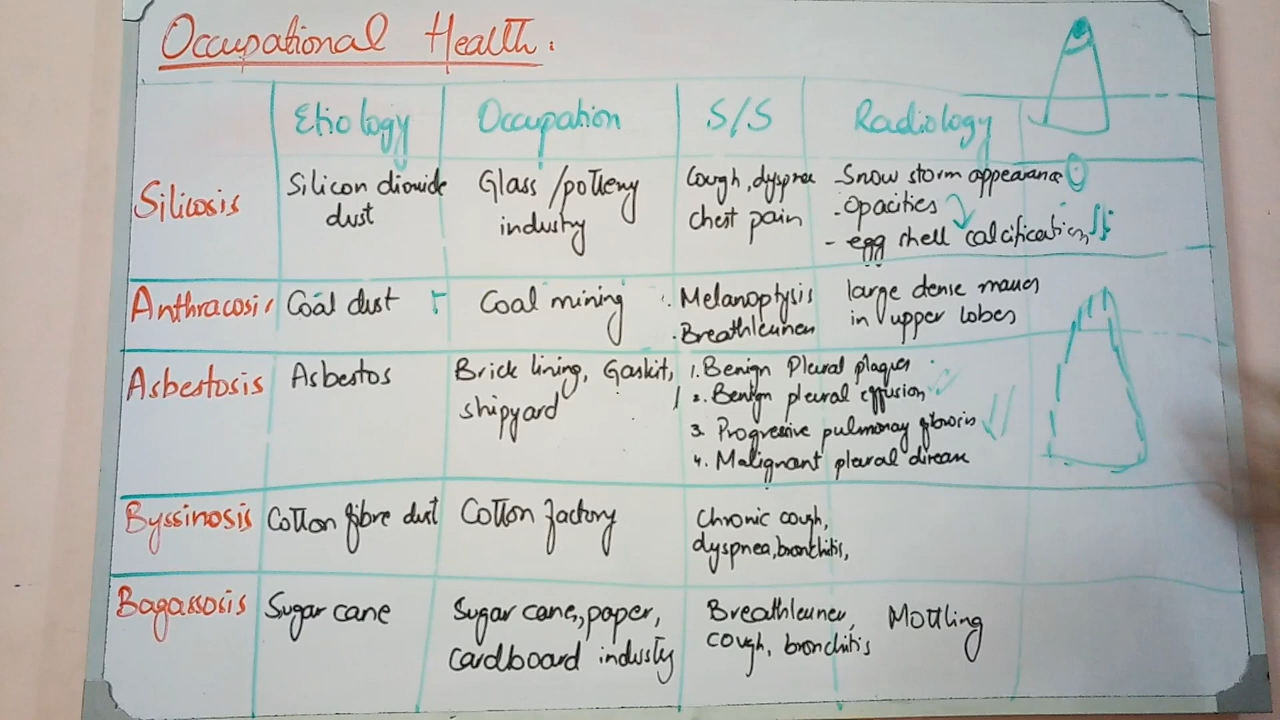 Occupational Health:
Etiology Occupation S/S Radiology
Silicosis
Silicon dioxide
dust
Glass/pottery
industry
Cough, dyspnea
chest pain
-Snow storm appearance
-Opacities
- egg shell calcification
Anthracosis
Coal dust
Coal mining
. Melanoptysis
. Breathlessness
large dense masses
in upper lobes
Asbestosis
Asbestos
Brick lining, Gaskit,
shipyard
1. Benign Pleural plaques
2. Benign pleural effusion
3. Progressive pulmonary fibrosis
4. Malignant pleural disease
Byssinosis
Cotton fibre dust
Cotton factory
Chronic cough,
dyspnea, bronchitis,
Bagassosis
Sugar cane
Sugar cane, paper,
cardboard industry
Breathlessness,
cough, bronchitis
Mottling